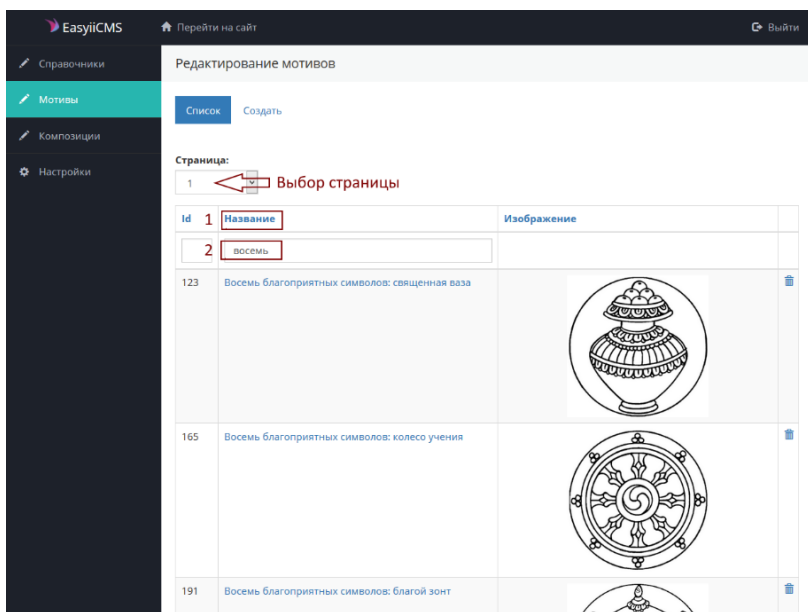 EasyiiCMS Перейти на сайт Выйти
Справочники
Мотивы
Композиции
Настройки
Редактирование мотивов
Список Создать
Страница:
1 Выбор страницы
Id 1 Название Изображение
2 восемь
123 Восемь благоприятных символов: священная ваза
165 Восемь благоприятных символов: колесо учения
191 Восемь благоприятных символов: благой зонт